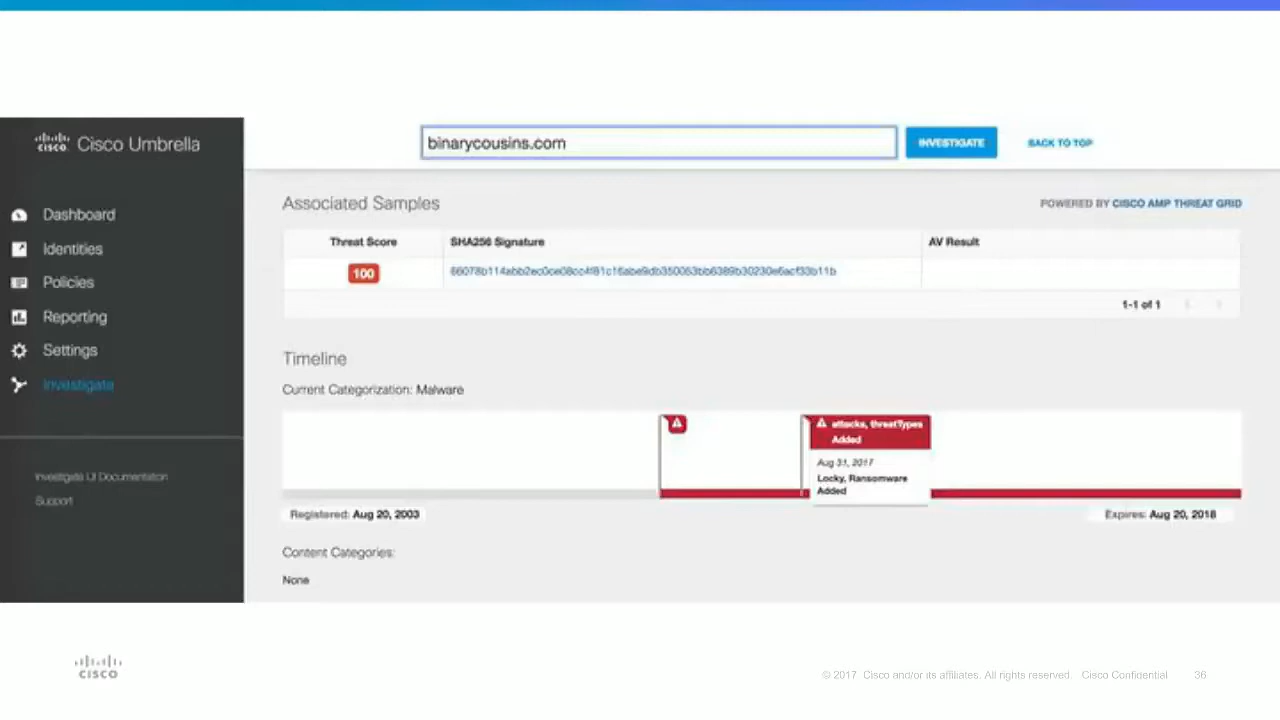 Cisco Umbrella
binarycousins.com
INVESTIGATE
BACK TO TOP
Dashboard
Identities
Policies
Reporting
Settings
Investigate
Investigate UI Documentation
Support
Associated Samples
POWERED BY CISCO AMP THREAT GRID
Threat Score
SHA256 Signature
AV Result
100
1-1 of 1
Timeline
Current Categorization: Malware
attacks, threatTypes
Added
Aug 31, 2017
Locky, Ransomware
Added
Registered: Aug 20, 2003
Expires: Aug 20, 2018
Content Categories:
None
CISCO
© 2017 Cisco and/or its affiliates. All rights reserved. Cisco Confidential
36